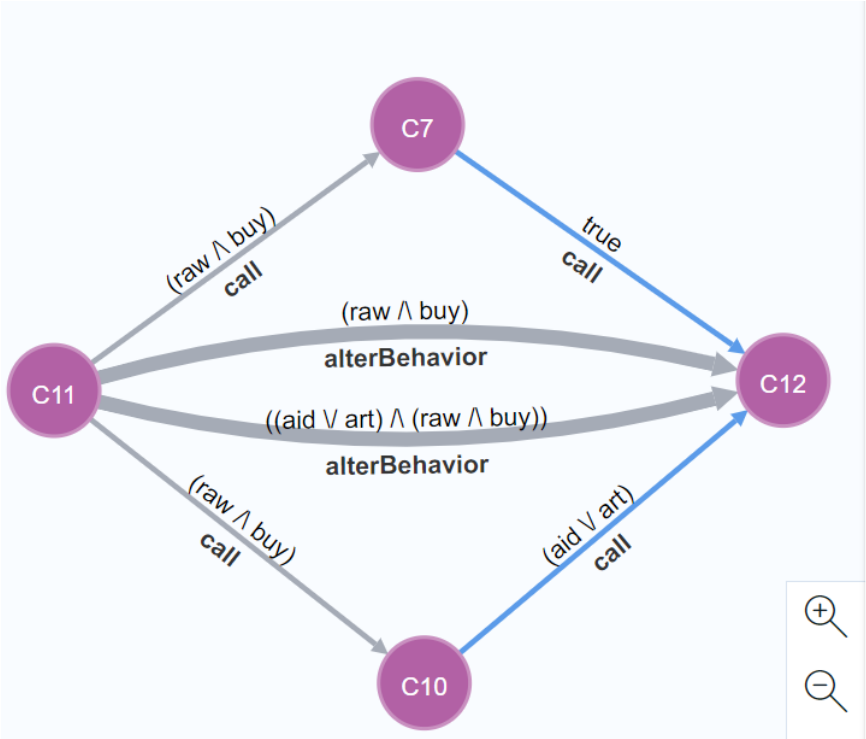 C7
(raw /\ buy)
call
true
call
(raw /\ buy)
alterBehavior
C11
C12
((aid \/ art) /\ (raw /\ buy))
alterBehavior
(raw /\ buy)
call
(aid \/ art)
call
C10